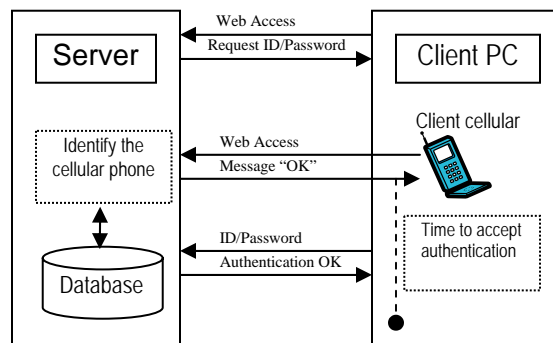 Web Access
Server
Request ID/Password
Client PC
Client cellular
Identify the
cellular phone
Web Access
Message “OK”
Time to accept
authentication
ID/Password
Authentication OK
Database